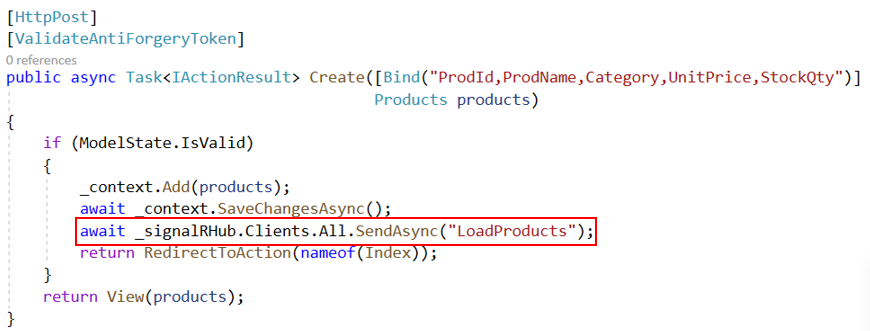 [HttpPost]
[ValidateAntiForgeryToken]
0 references
public async Task<IActionResult> Create([Bind("ProdId,ProdName,Category,UnitPrice,StockQty")]
Products products)
{
if (ModelState.IsValid)
{
_context.Add(products);
await _context.SaveChangesAsync();
await _signalRHub.Clients.All.SendAsync("LoadProducts");
return RedirectToAction(nameof(Index));
}
return View(products);
}